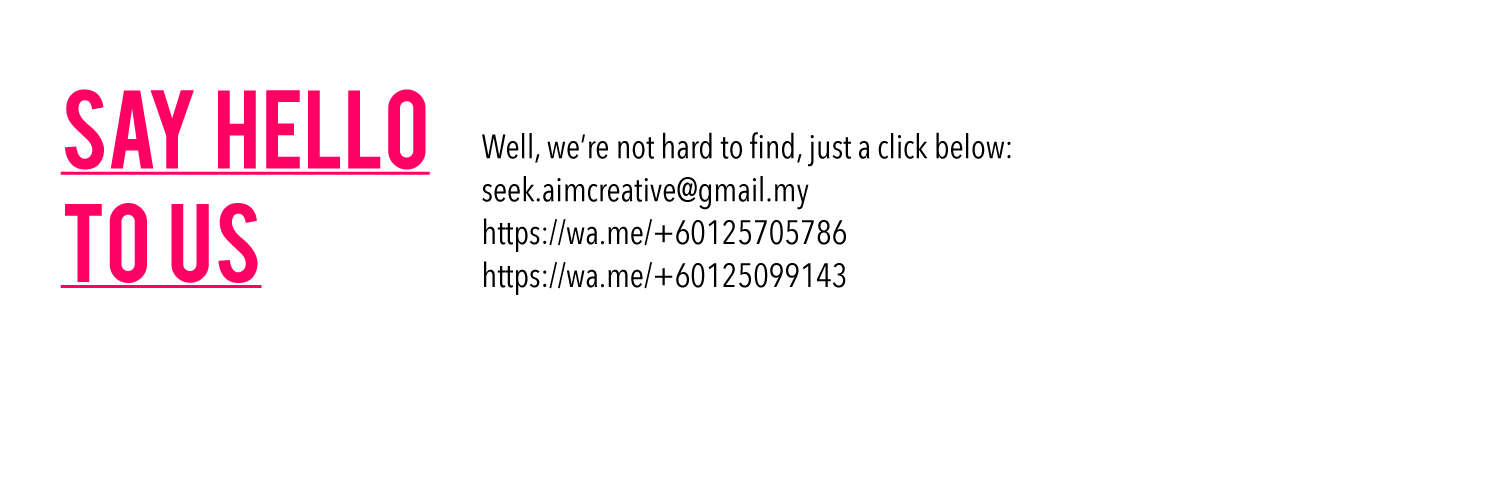 SAY HELLO
TO US
Well, we’re not hard to find, just a click below:
seek.aimcreative@gmail.my
https://wa.me/+60125705786
https://wa.me/+60125099143